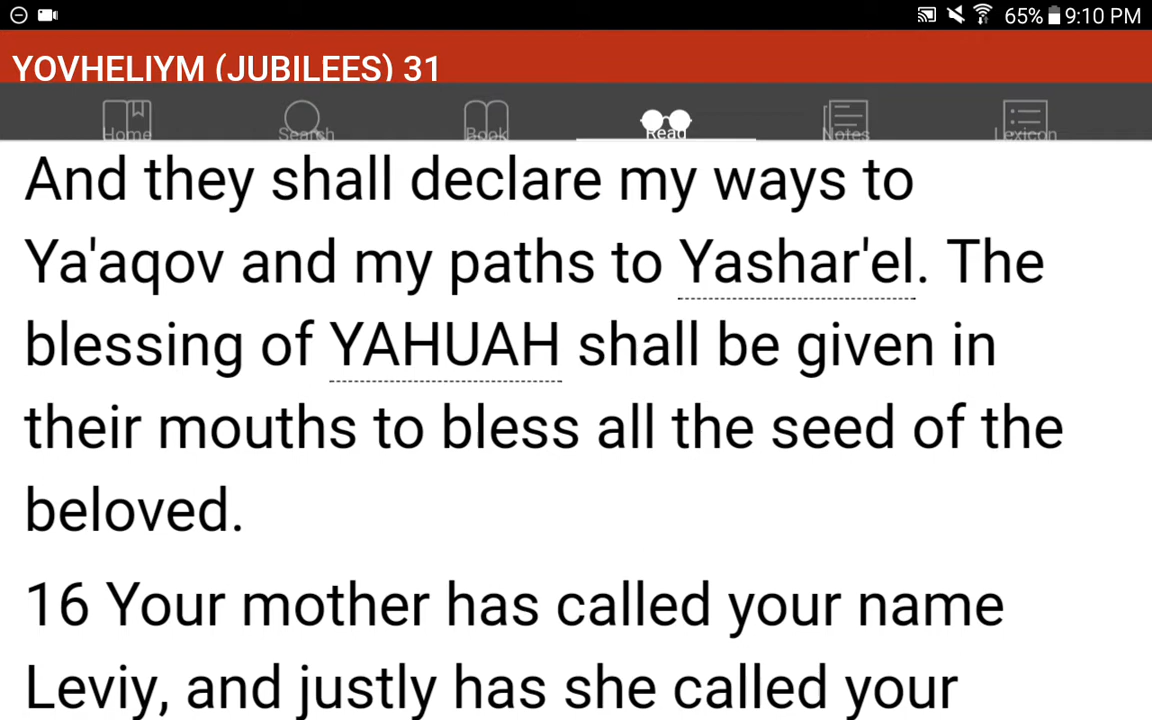 65% 9:10 PM
YOVHELIYM (JUBILEES) 31
Home Search Book Read Notes Lexicon
And they shall declare my ways to
Ya'aqov and my paths to Yashar'el. The
blessing of YAHUAH shall be given in
their mouths to bless all the seed of the
beloved.
16 Your mother has called your name
Leviy, and justly has she called your